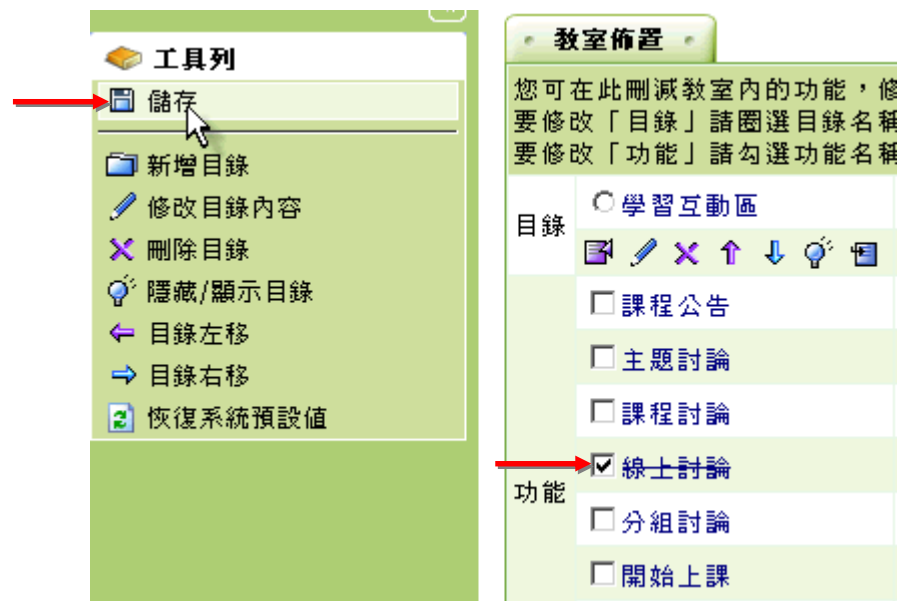 工具列
儲存
新增目錄
修改目錄內容
刪除目錄
隱藏/顯示目錄
目錄左移
目錄右移
恢復系統預設值
教室佈置
您可在此刪減教室內的功能,修
要修改「目錄」請圈選目錄名稱
要修改「功能」請勾選功能名稱
目錄
學習互動區
功能
課程公告
主題討論
課程討論
線上討論
分組討論
開始上課